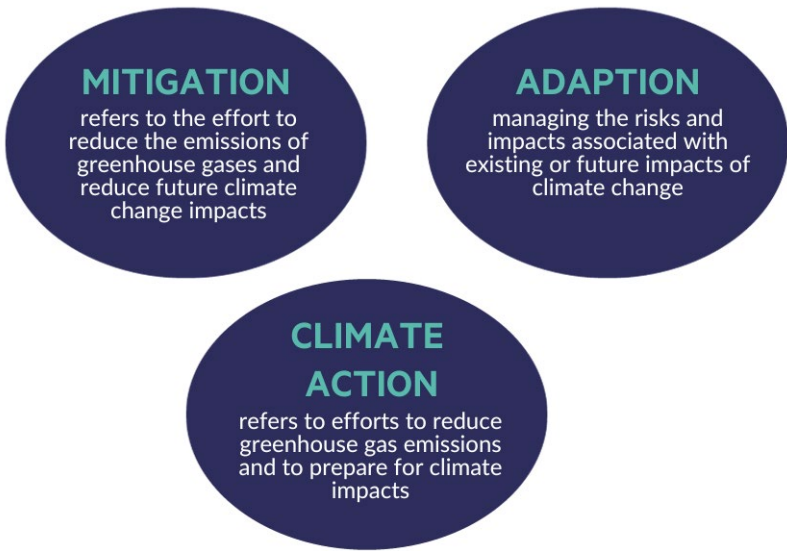 MITIGATION
refers to the effort to
reduce the emissions of
greenhouse gases and
reduce future climate
change impacts
ADAPTION
managing the risks and
impacts associated with
existing or future impacts of
climate change
CLIMATE
ACTION
refers to efforts to reduce
greenhouse gas emissions
and to prepare for climate
impacts